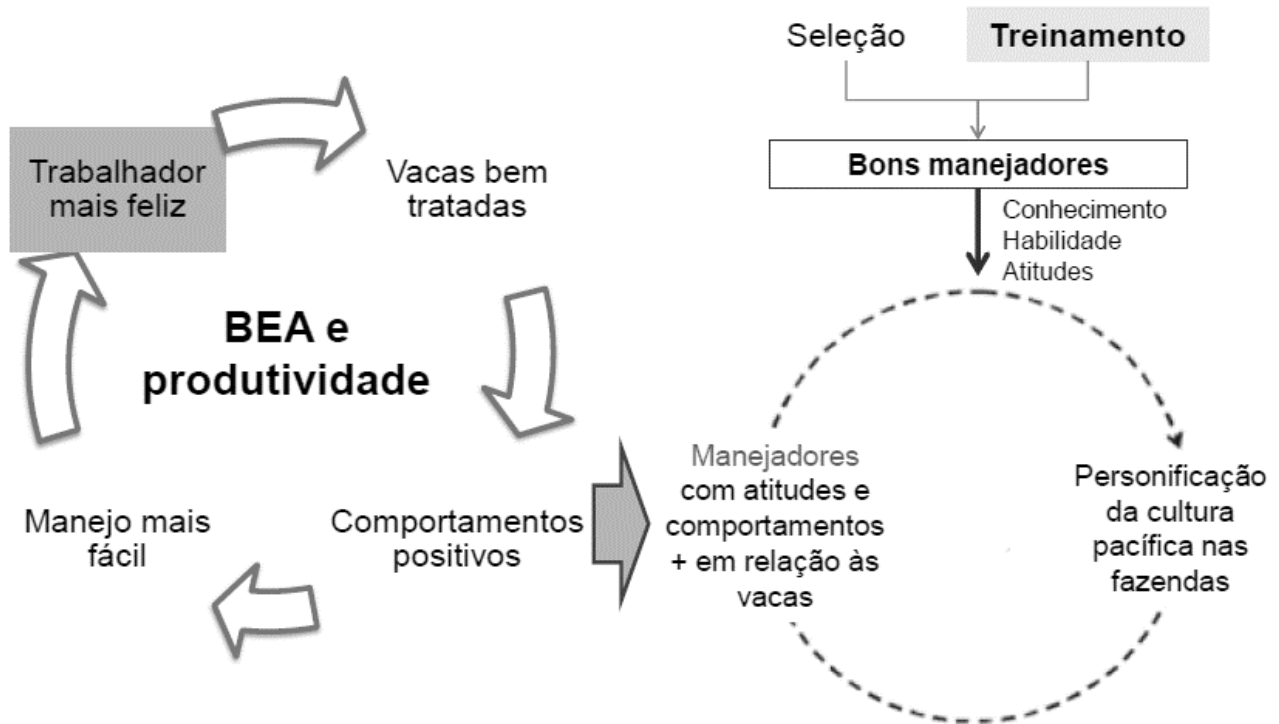 Trabalhador
mais feliz
Vacas bem
tratadas
BEA e
produtividade
Manejo mais
fácil
Comportamentos
positivos
Seleção
Treinamento
Bons manejadores
Conhecimento
Habilidade
Atitudes
Manejadores
com atitudes e
comportamentos
+ em relação às
vacas
Personificação
da cultura
pacífica nas
fazendas